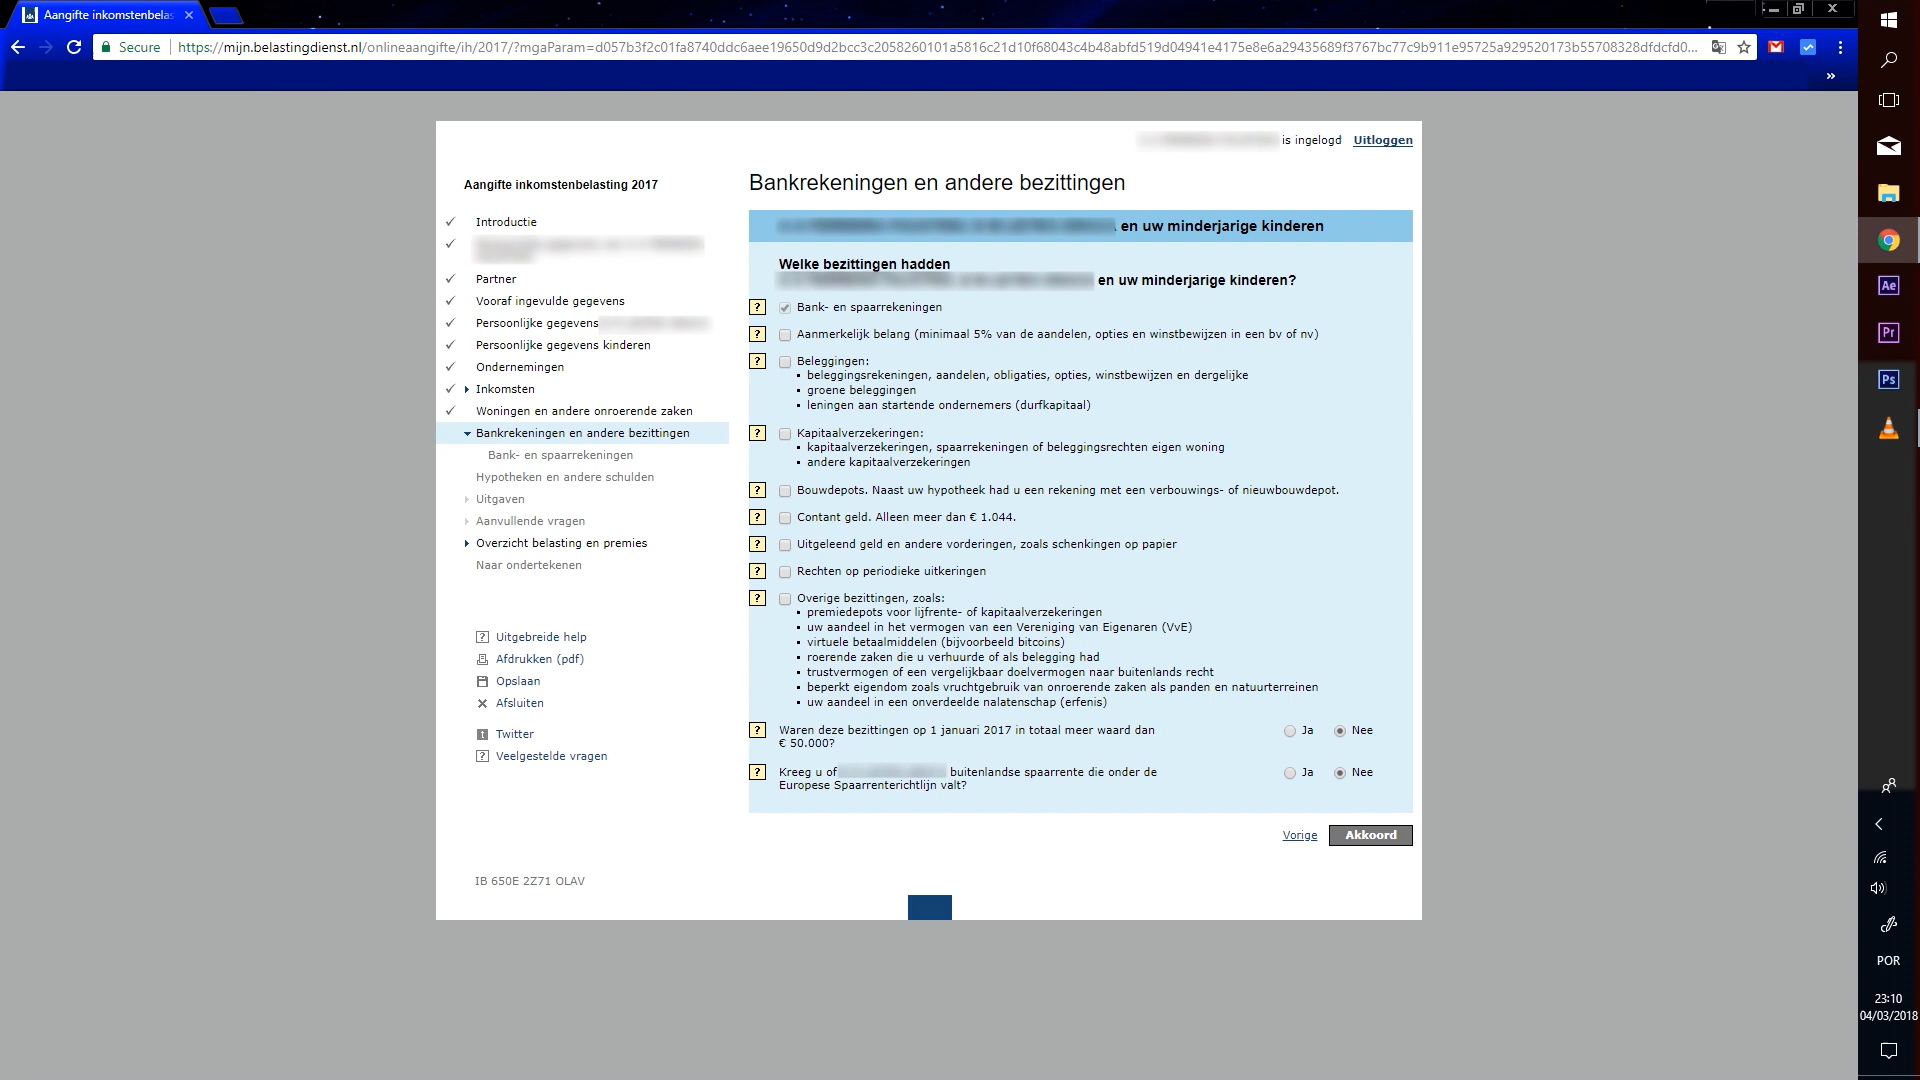 Aangifte inkomstenbelas
Secure
https://mijn.belastingdienst.nl/onlineaangifte/ih/2017/?mgaParam=d057b3f2c01fa8740ddc6aee19650d9d2bcc3c2058260101a5816c21d10f68043c4b48abfd519d04941e4175e8e6a29435689f3767bc77c9b911e95725a929520173b55708328dfdcfd0...
»
is ingelogd Uitloggen
Aangifte inkomstenbelasting 2017
Introductie
Partner
Vooraf ingevulde gegevens
Persoonlijke gegevens
Persoonlijke gegevens kinderen
Ondernemingen
Inkomsten
Woningen en andere onroerende zaken
Bankrekeningen en andere bezittingen
Bank- en spaarrekeningen
Hypotheken en andere schulden
Uitgaven
Aanvullende vragen
Overzicht belasting en premies
Naar ondertekenen
? Uitgebreide help
Afdrukken (pdf)
Opslaan
Afsluiten
t Twitter
? Veelgestelde vragen
IB 650E 2Z71 OLAV
Bankrekeningen en andere bezittingen
en uw minderjarige kinderen
Welke bezittingen hadden
en uw minderjarige kinderen?
? Bank- en spaarrekeningen
? Aanmerkelijk belang (minimaal 5% van de aandelen, opties en winstbewijzen in een bv of nv)
? Beleggingen:
▪ beleggingsrekeningen, aandelen, obligaties, opties, winstbewijzen en dergelijke
▪ groene beleggingen
▪ leningen aan startende ondernemers (durfkapitaal)
? Kapitaalverzekeringen:
▪ kapitaalverzekeringen, spaarrekeningen of beleggingsrechten eigen woning
▪ andere kapitaalverzekeringen
? Bouwdepots. Naast uw hypotheek had u een rekening met een verbouwings- of nieuwbouwdepot.
? Contant geld. Alleen meer dan € 1.044.
? Uitgeleend geld en andere vorderingen, zoals schenkingen op papier
? Rechten op periodieke uitkeringen
? Overige bezittingen, zoals:
▪ premiedepots voor lijfrente- of kapitaalverzekeringen
▪ uw aandeel in het vermogen van een Vereniging van Eigenaren (VvE)
▪ virtuele betaalmiddelen (bijvoorbeeld bitcoins)
▪ roerende zaken die u verhuurde of als belegging had
▪ trustvermogen of een vergelijkbaar doelvermogen naar buitenlands recht
▪ beperkt eigendom zoals vruchtgebruik van onroerende zaken als panden en natuurterreinen
▪ uw aandeel in een onverdeelde nalatenschap (erfenis)
? Waren deze bezittingen op 1 januari 2017 in totaal meer waard dan Ja Nee
€ 50.000?
? Kreeg u of buitenlandse spaarrente die onder de Ja Nee
Europese Spaarrenterichtlijn valt?
Vorige Akkoord
Ae
Pr
Ps
POR
23:10
04/03/2018